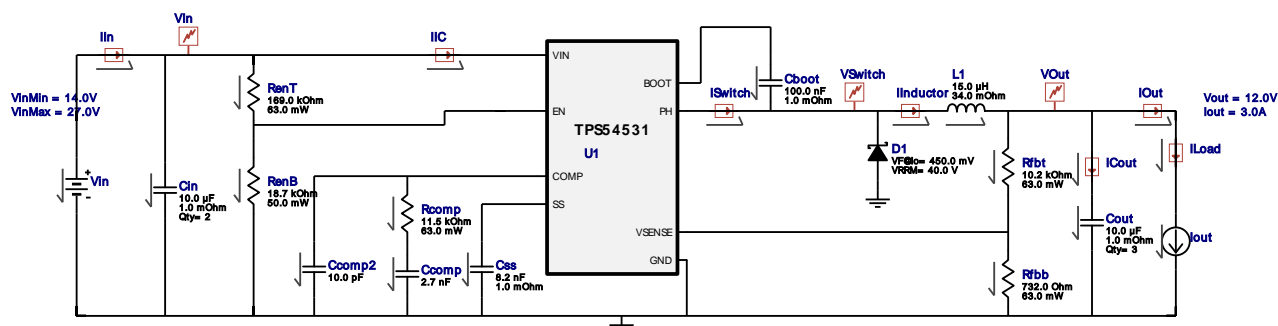 Vin
IIn
IIC
VIN
RenT
169.0 kOhm
63.0 mW
BOOT
Cboot
100.0 nF
1.0 mOhm
VSwitch
L1
15.0 µH
34.0 mOhm
VOut
IInductor
IOut
VinMin = 14.0V
VinMax = 27.0V
EN
PH
ISwitch
Vout = 12.0V
Iout = 3.0A
TPS54531
U1
D1
VRRM= 40.0 V
ICout
ILoad
Rfbt
10.2 kOhm
63.0 mW
Vin
+
-
Cin
10.0 µF
1.0 mOhm
Qty= 2
RenB
18.7 kOhm
50.0 mW
COMP
Rcomp
11.5 kOhm
63.0 mW
SS
VSENSE
Cout
10.0 µF
1.0 mOhm
Qty= 3
Iout
GND
Ccomp2
10.0 pF
Ccomp
2.7 nF
Css
8.2 nF
1.0 mOhm
Rfbb
732.0 Ohm
63.0 mW